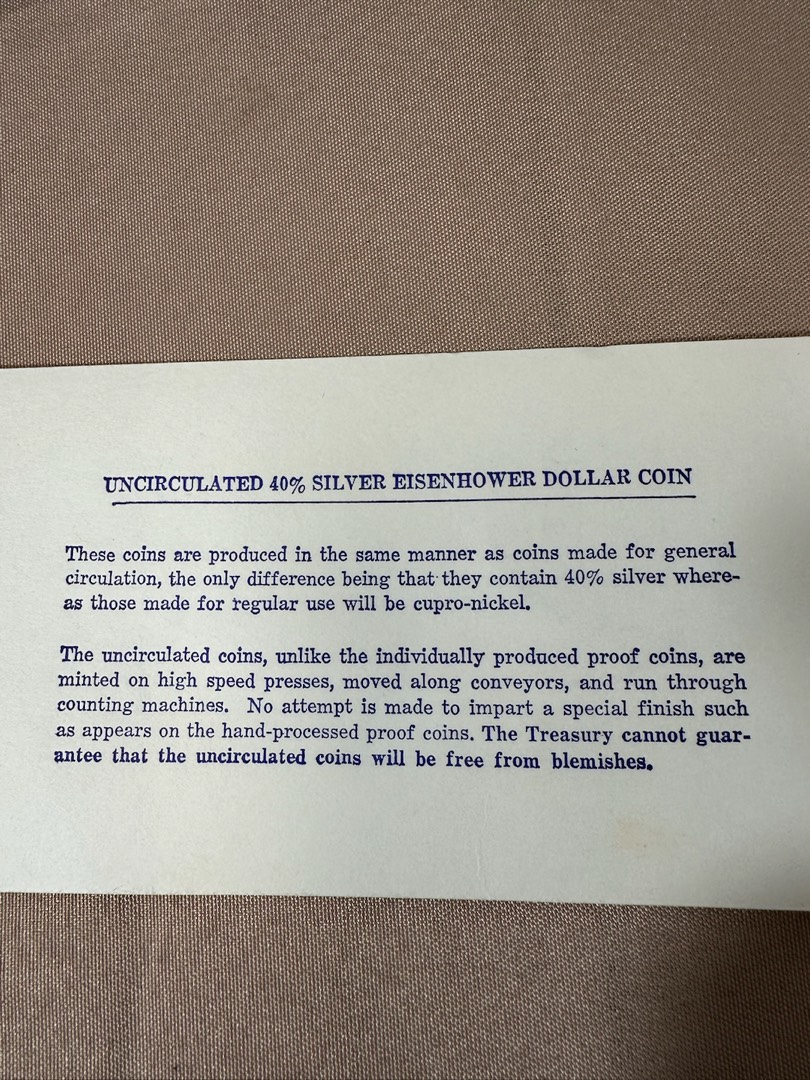 UNCIRCULATED 40% SILVER EISENHOWER DOLLAR COIN
These coins are produced in the same manner as coins made for general
circulation, the only difference being that they contain 40% silver where-
as those made for regular use will be cupro-nickel.
The uncirculated coins, unlike the individually produced proof coins, are
minted on high speed presses, moved along conveyors, and run through
counting machines. No attempt is made to impart a special finish such
as appears on the hand-processed proof coins. The Treasury cannot guar-
antee that the uncirculated coins will be free from blemishes.